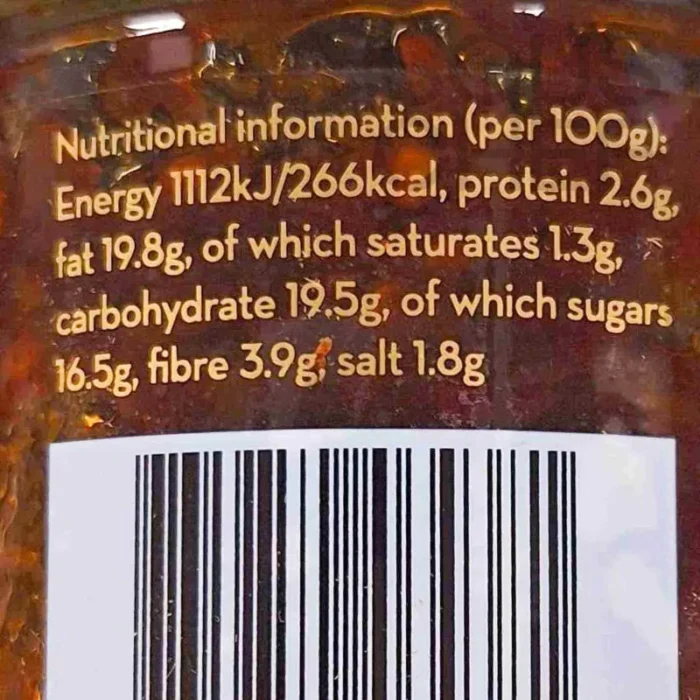 Nutritional information (per 100g):
Energy 1112kJ/266kcal, protein 2.6g,
fat 19.8g, of which saturates 1.3g,
carbohydrate 19.5g, of which sugars
16.5g, fibre 3.9g, salt 1.8g